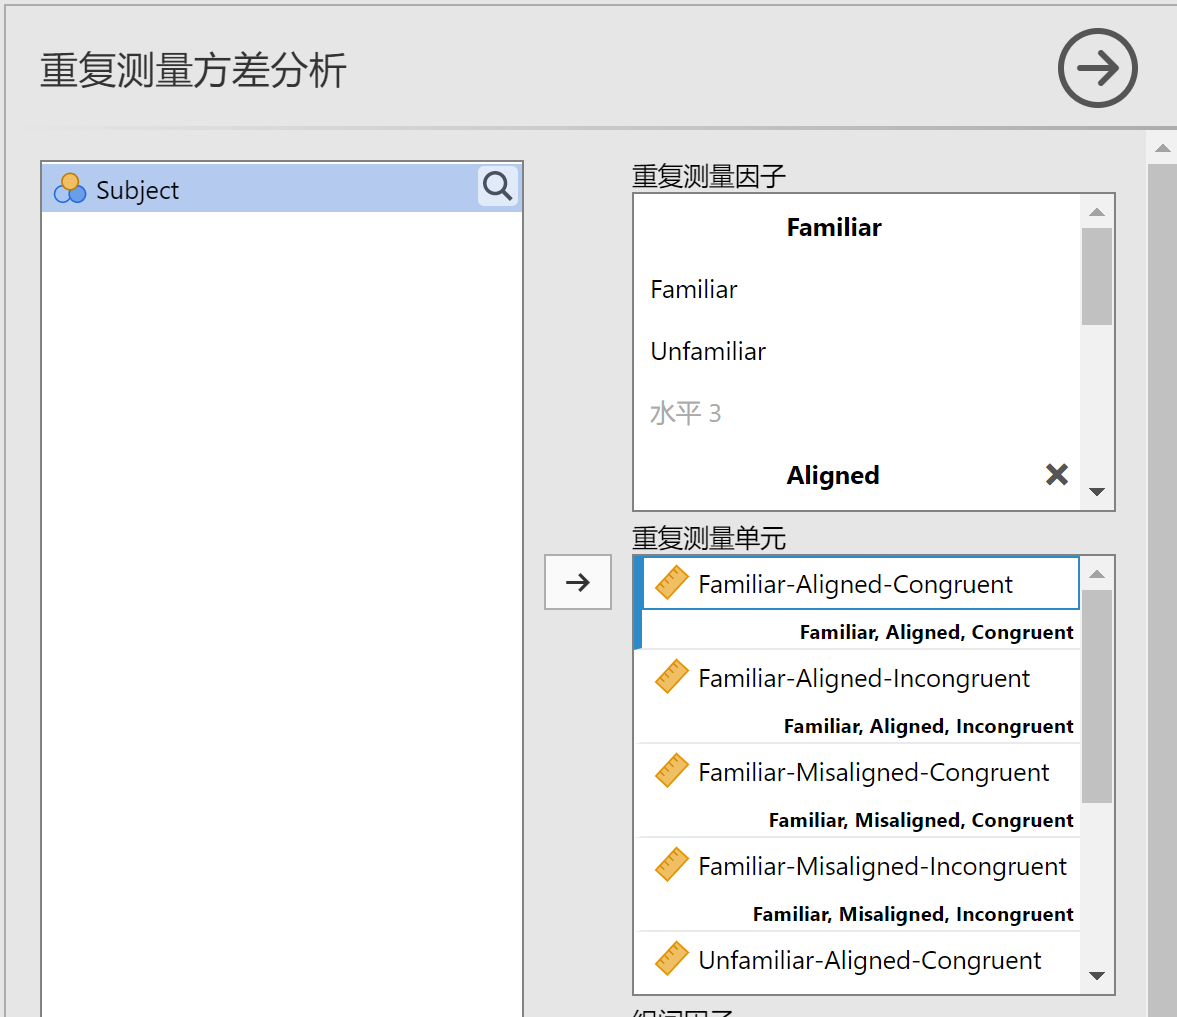 重复测量方差分析
Subject
重复测量因子
Familiar
Familiar
Unfamiliar
水平 3
Aligned
重复测量单元
Familiar-Aligned-Congruent
Familiar, Aligned, Congruent
Familiar-Aligned-Incongruent
Familiar, Aligned, Incongruent
Familiar-Misaligned-Congruent
Familiar, Misaligned, Congruent
Familiar-Misaligned-Incongruent
Familiar, Misaligned, Incongruent
Unfamiliar-Aligned-Congruent